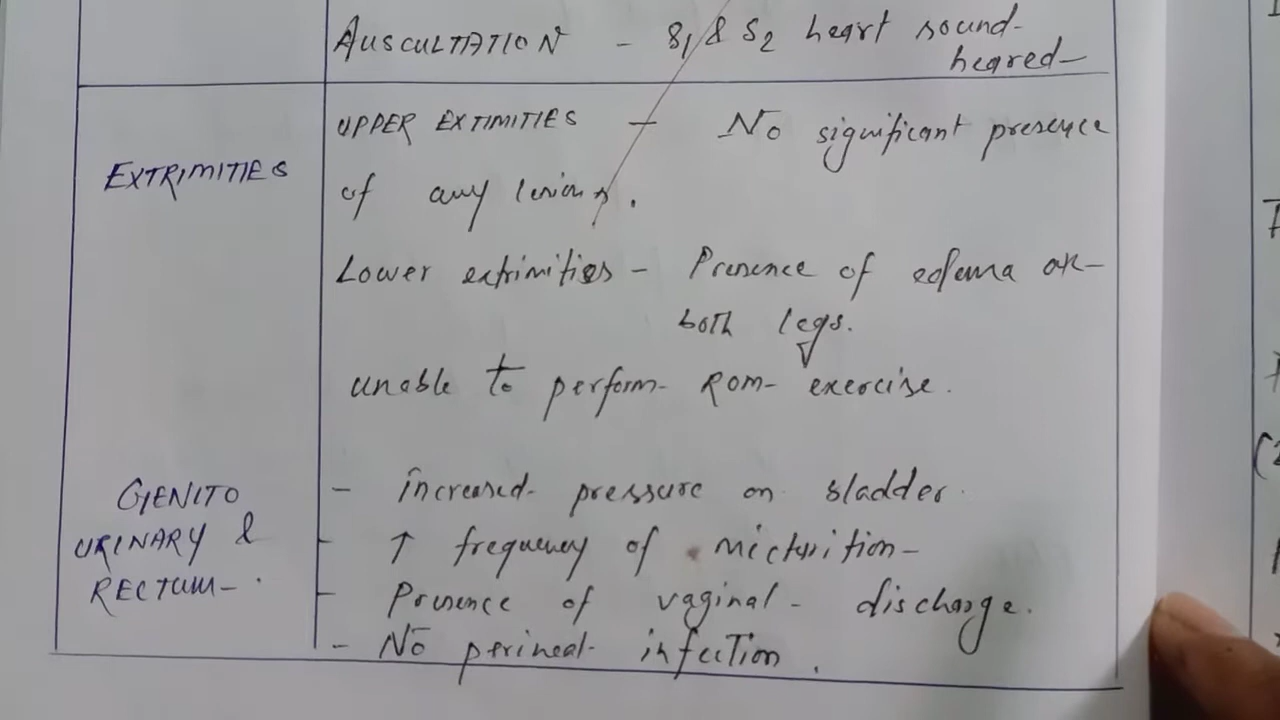 AUSCULTATION - S1 & S2 heart sound
heared
UPPER EXTIMITIES - No significant presence
EXTRIMITIES
of any lesions.
Lower extrimities - Presence of edema on
both legs.
unable to perform ROM exercise.
GENITO
URINARY &
RECTUM
- increased pressure on bladder
- ↑ frequency of micturition
- Presence of vaginal discharge.
- No perineal infection.